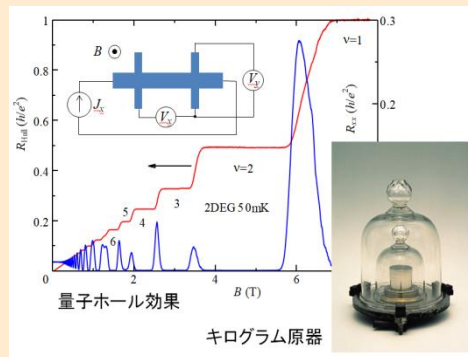 1
0.8
0.6
0.4
0.2
0
R_Hall (h/e²)
B
J_x
V_x
V_y
ν=1
0.3
0.2
R_xx (h/e²)
ν=2
3
4
5
6
2DEG 50mK
0
2
4
6
B (T)
量子ホール効果
キログラム原器